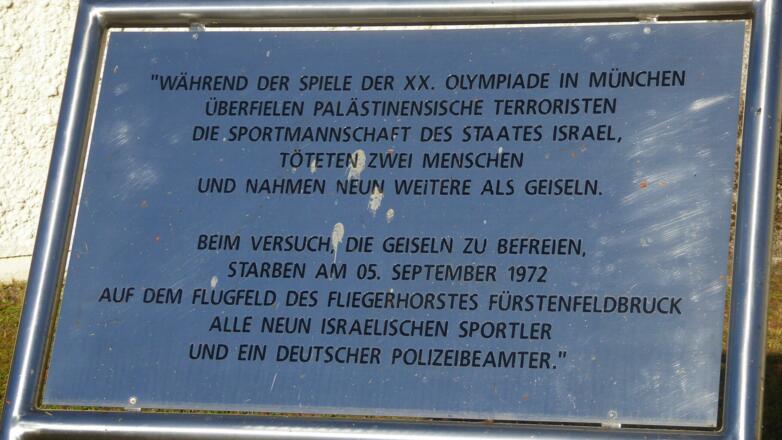 "WÄHREND DER SPIELE DER XX. OLYMPIADE IN MÜNCHEN
ÜBERFIELEN PALÄSTINENSISCHE TERRORISTEN
DIE SPORTMANNSCHAFT DES STAATES ISRAEL,
TÖTETEN ZWEI MENSCHEN
UND NAHMEN NEUN WEITERE ALS GEISELN.
BEIM VERSUCH, DIE GEISELN ZU BEFREIEN,
STARBEN AM 05. SEPTEMBER 1972
AUF DEM FLUGFELD DES FLIEGERHORSTES FÜRSTENFELDBRUCK
ALLE NEUN ISRAELISCHEN SPORTLER
UND EIN DEUTSCHER POLIZEIBEAMTER."